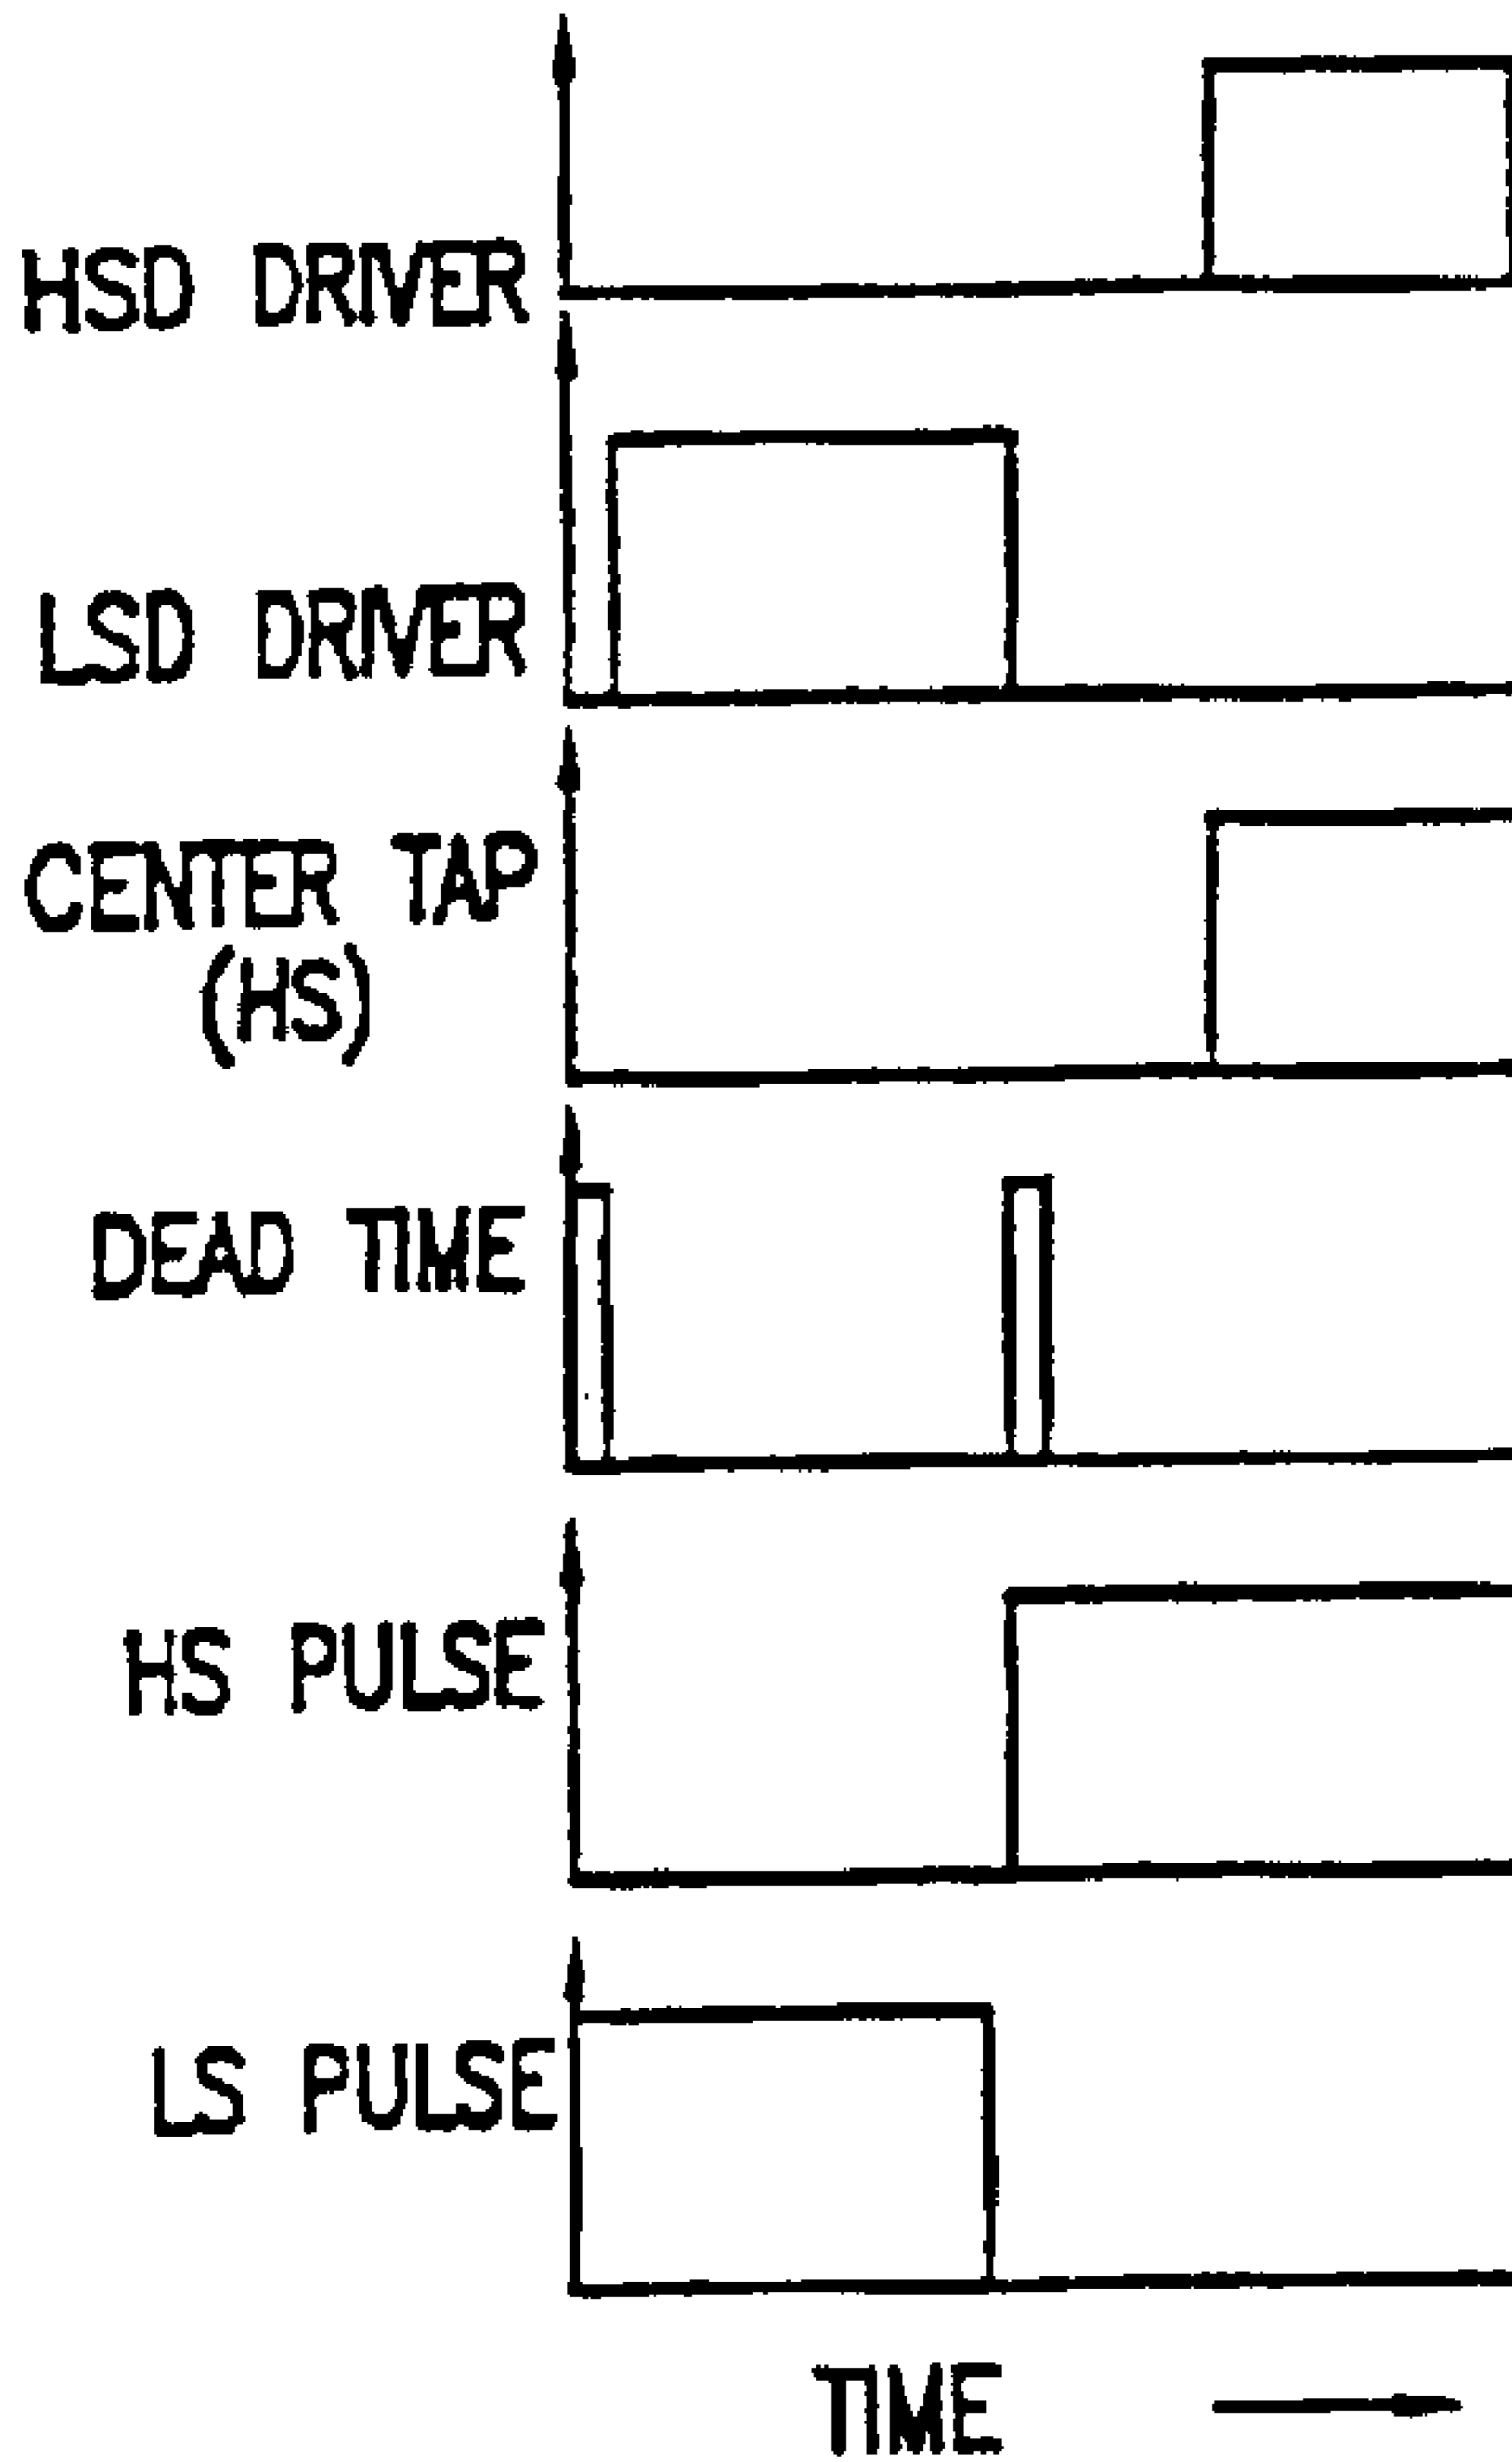 HSD DRIVER
LSD DRIVER
CENTER TAP
(HS)
DEAD TIME
HS PULSE
LS PULSE
TIME